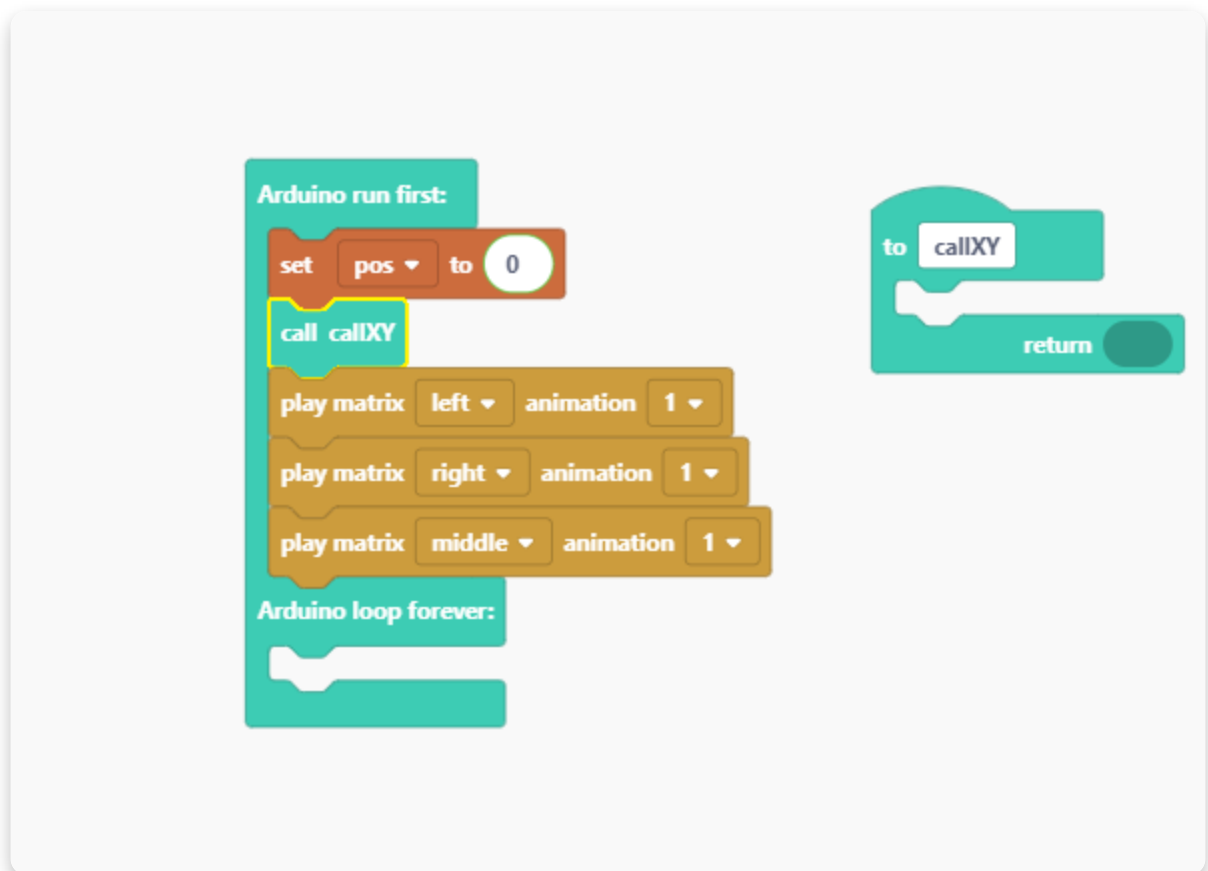 Arduino run first:
set pos to 0
call callXY
play matrix left animation 1
play matrix right animation 1
play matrix middle animation 1
Arduino loop forever:
to callXY
return